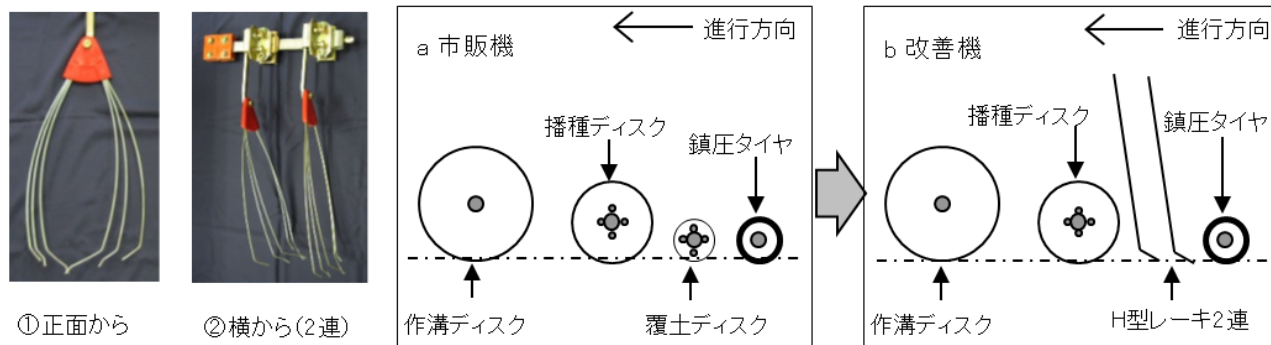 ①正面から
②横から(2連)
a 市販機
進行方向
播種ディスク
鎮圧タイヤ
作溝ディスク
覆土ディスク
b 改善機
進行方向
播種ディスク
鎮圧タイヤ
作溝ディスク
H型レーキ2連